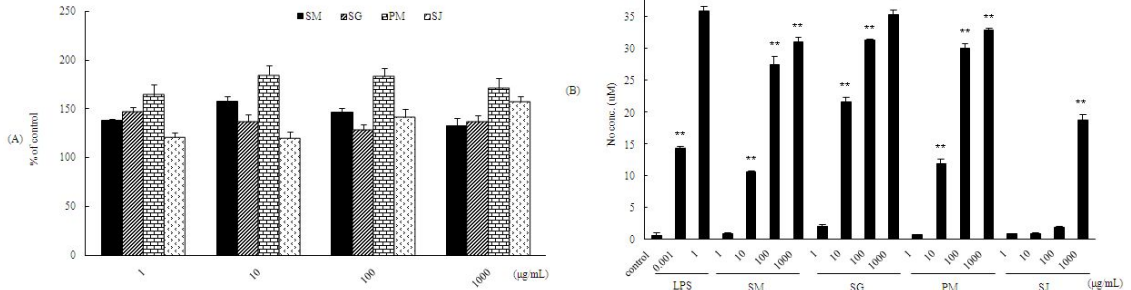 SM SG PM SJ
250
200
150
100
50
0
% of control
(A)
1 10 100 1000 (μg/mL)
(B)
35
30
25
20
15
10
5
0
No conc. (uM)
** ** ** ** ** ** ** ** ** **
control 0.001 1 1 10 100 1000 1 10 100 1000 1 10 100 1000 1 10 100 1000
LPS SM SG PM SJ (μg/mL)